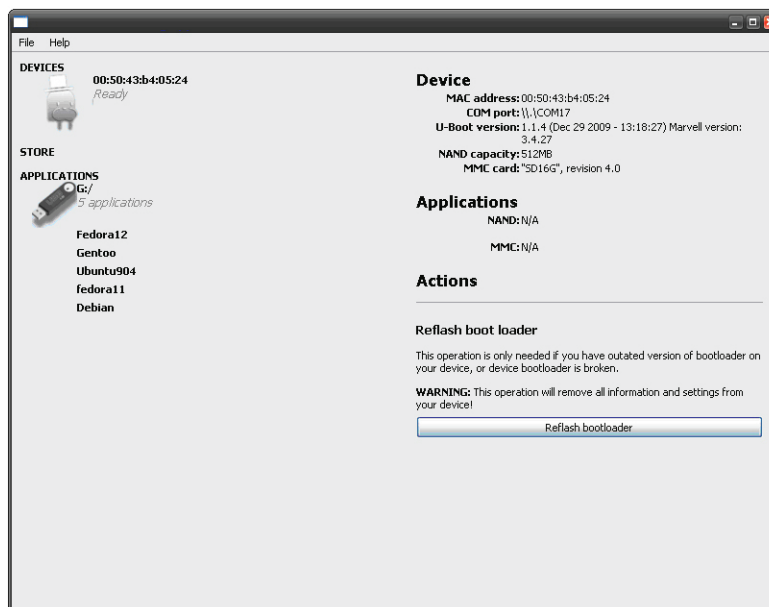 File Help
DEVICES
00:50:43:b4:05:24
Ready
STORE
APPLICATIONS
G:/
5 applications
Fedora12
Gentoo
Ubuntu904
fedora11
Debian
Device
MAC address: 00:50:43:b4:05:24
COM port: \\.\COM17
U-Boot version: 1.1.4 (Dec 29 2009 - 13:18:27) Marvell version:
3.4.27
NAND capacity: 512MB
MMC card: "SD16G", revision 4.0
Applications
NAND: N/A
MMC: N/A
Actions
Reflash boot loader
This operation is only needed if you have outated version of bootloader on
your device, or device bootloader is broken.
WARNING: This operation will remove all information and settings from
your device!
Reflash bootloader